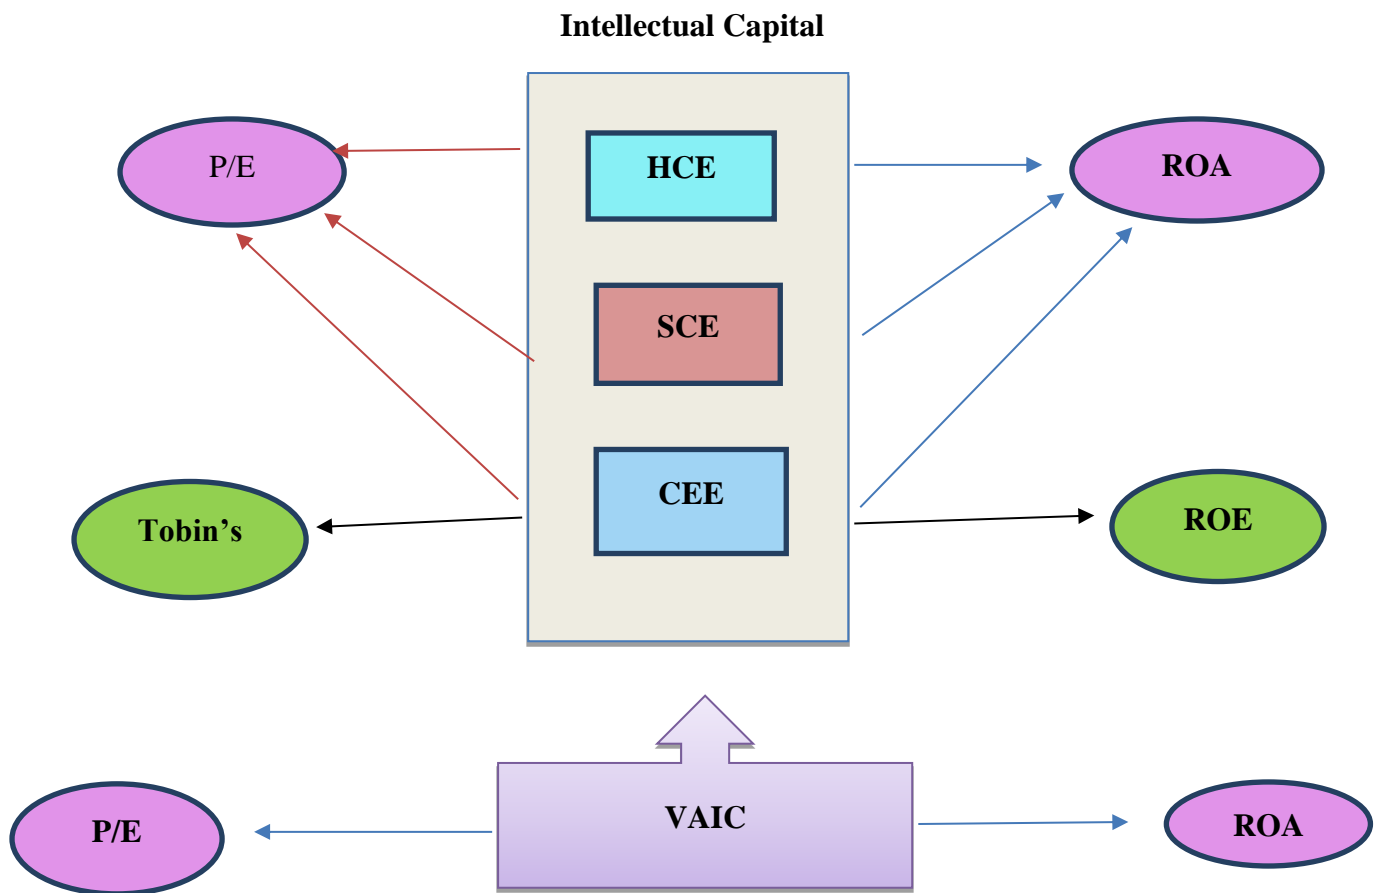 Intellectual Capital
P/E
HCE
ROA
SCE
CEE
Tobin's
ROE
P/E
VAIC
ROA